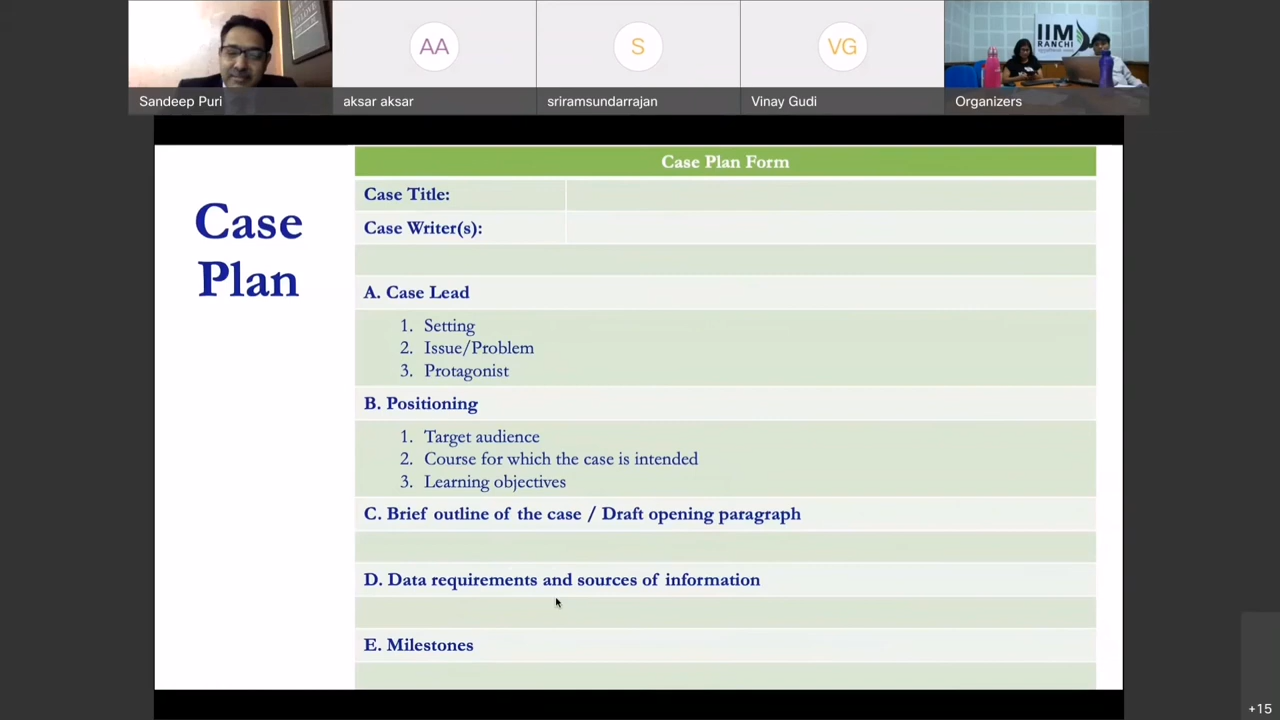 AA
S
VG
IIM
RANCHI
Sandeep Puri
aksar aksar
sriramsundarrajan
Vinay Gudi
Organizers
Case
Plan
Case Plan Form
Case Title:
Case Writer(s):
A. Case Lead
1. Setting
2. Issue/Problem
3. Protagonist
B. Positioning
1. Target audience
2. Course for which the case is intended
3. Learning objectives
C. Brief outline of the case / Draft opening paragraph
D. Data requirements and sources of information
E. Milestones
+15